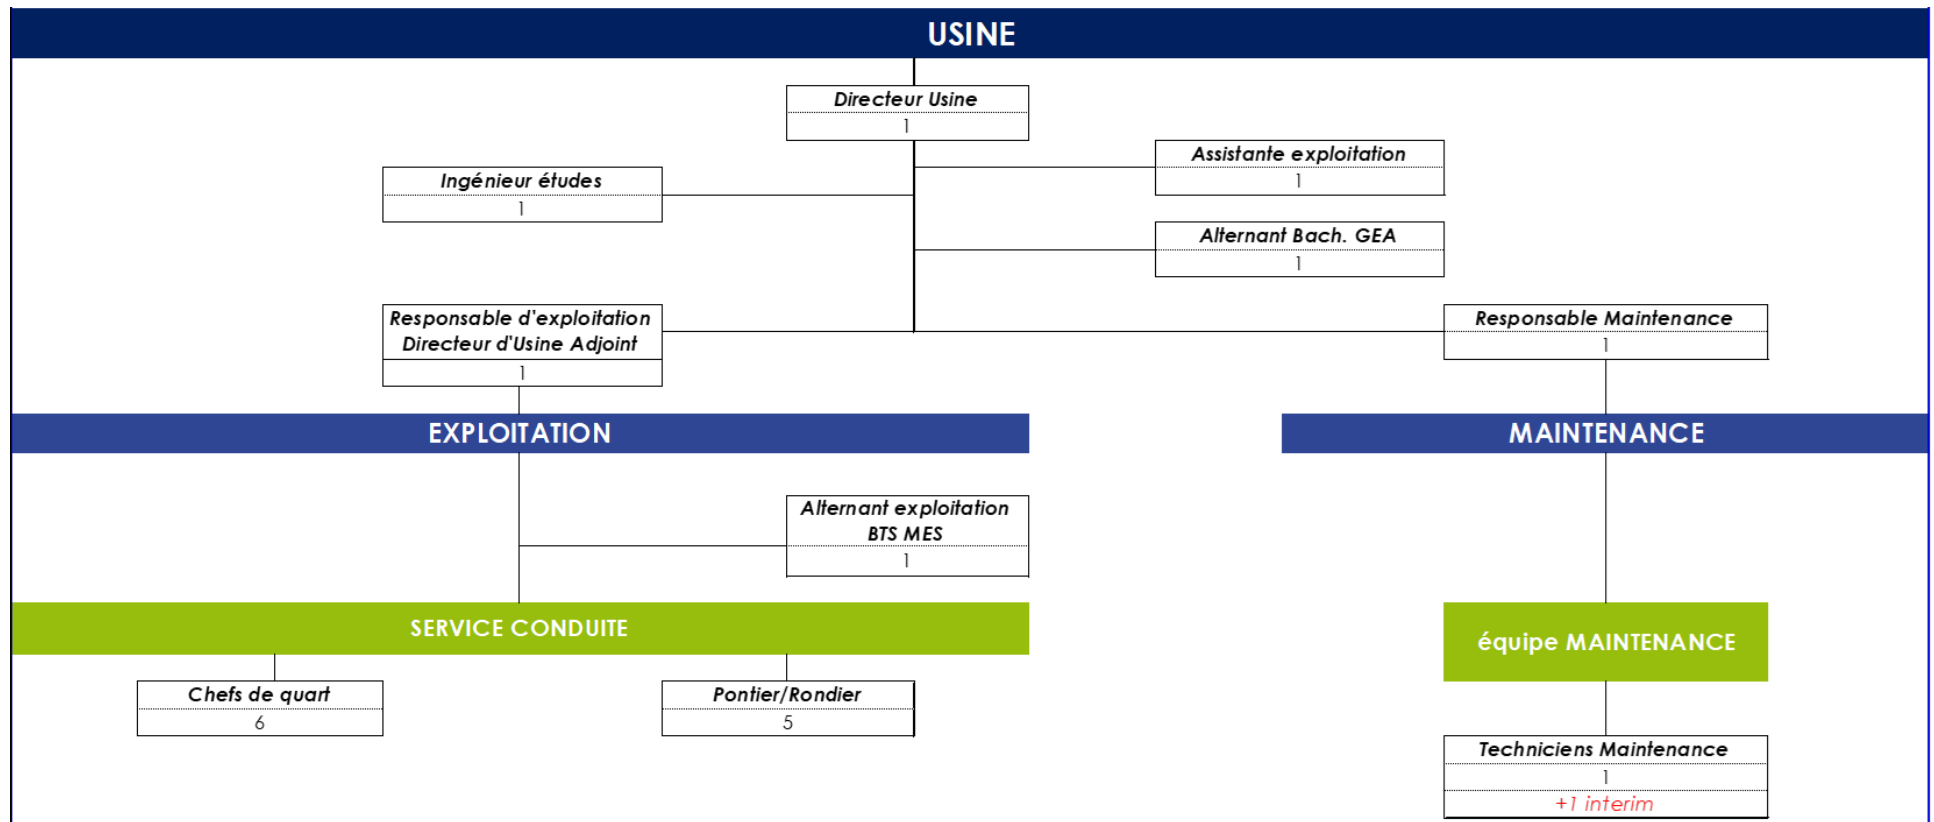 USINE
Directeur Usine
1
Assistante exploitation
1
Ingénieur études
1
Alternant Bach. GEA
1
Responsable d'exploitation
Directeur d'Usine Adjoint
1
Responsable Maintenance
1
EXPLOITATION
MAINTENANCE
Alternant exploitation
BTS MES
1
SERVICE CONDUITE
équipe MAINTENANCE
Chefs de quart
6
Pontier/Rondier
5
Techniciens Maintenance
1
+1 interim